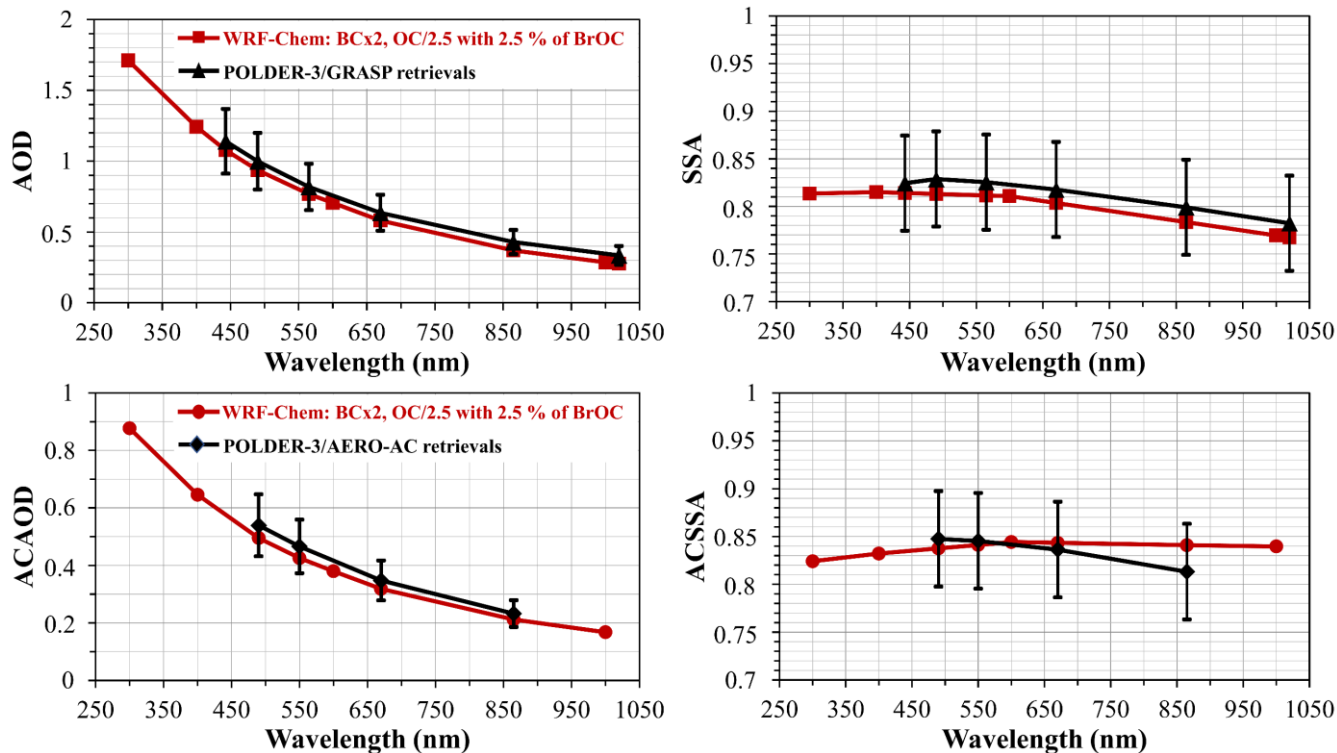 2
1.5
1
0.5
0
AOD
WRF-Chem: BCx2, OC/2.5 with 2.5 % of BrOC
POLDER-3/GRASP retrievals
250 350 450 550 650 750 850 950 1050
Wavelength (nm)
1
0.95
0.9
0.85
0.8
0.75
0.7
SSA
250 350 450 550 650 750 850 950 1050
Wavelength (nm)
1
0.8
0.6
0.4
0.2
0
ACAOD
WRF-Chem: BCx2, OC/2.5 with 2.5 % of BrOC
POLDER-3/AERO-AC retrievals
250 350 450 550 650 750 850 950 1050
Wavelength (nm)
1
0.95
0.9
0.85
0.8
0.75
0.7
ACSSA
250 350 450 550 650 750 850 950 1050
Wavelength (nm)